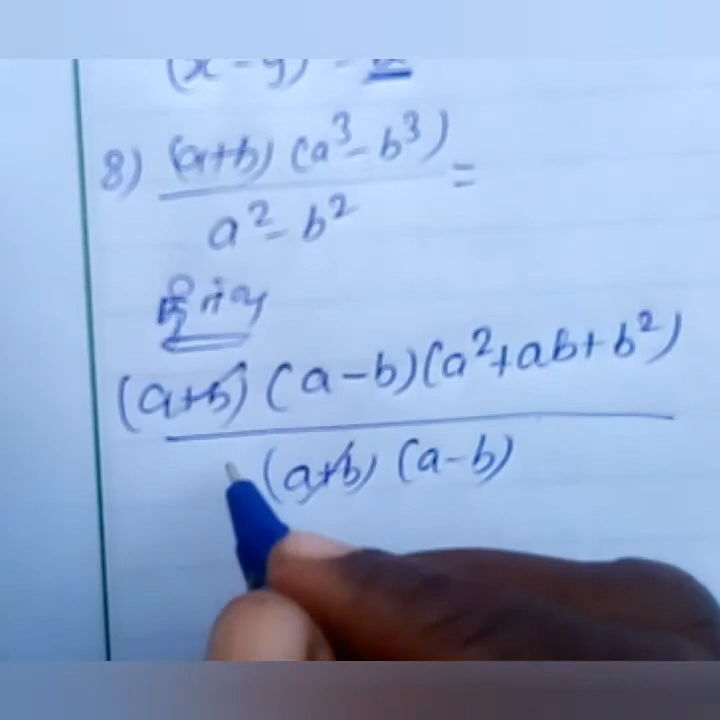 8) (a+b) (a³-b³) =
a²-b²
தீர்வு
(a+b) (a-b)(a²+ab+b²)
(a+b) (a-b)